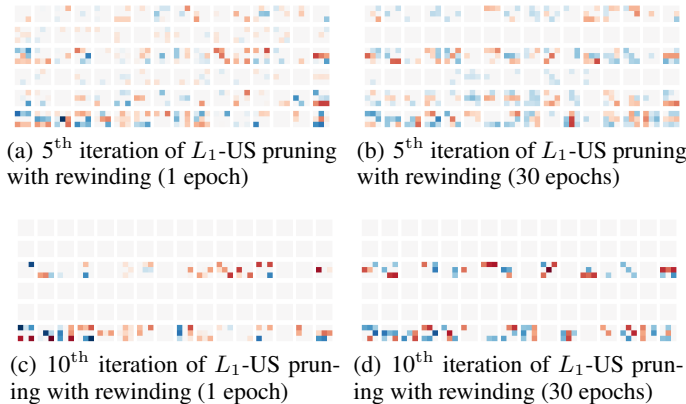 (a) 5th iteration of L1-US pruning
with rewinding (1 epoch)
(b) 5th iteration of L1-US pruning
with rewinding (30 epochs)
(c) 10th iteration of L1-US prun-
ing with rewinding (1 epoch)
(d) 10th iteration of L1-US prun-
ing with rewinding (30 epochs)